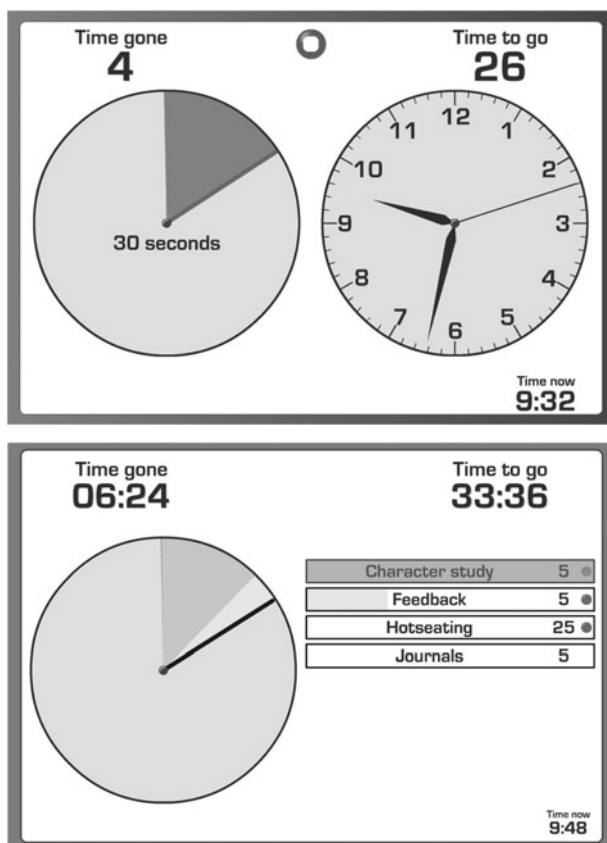 Time gone
4
Time to go
26
30 seconds
12
1
2
3
4
5
6
7
8
9
10
11
Time now
9:32
Time gone
06:24
Time to go
33:36
Character study 5
Feedback 5
Hotseating 25
Journals 5
Time now
9:48